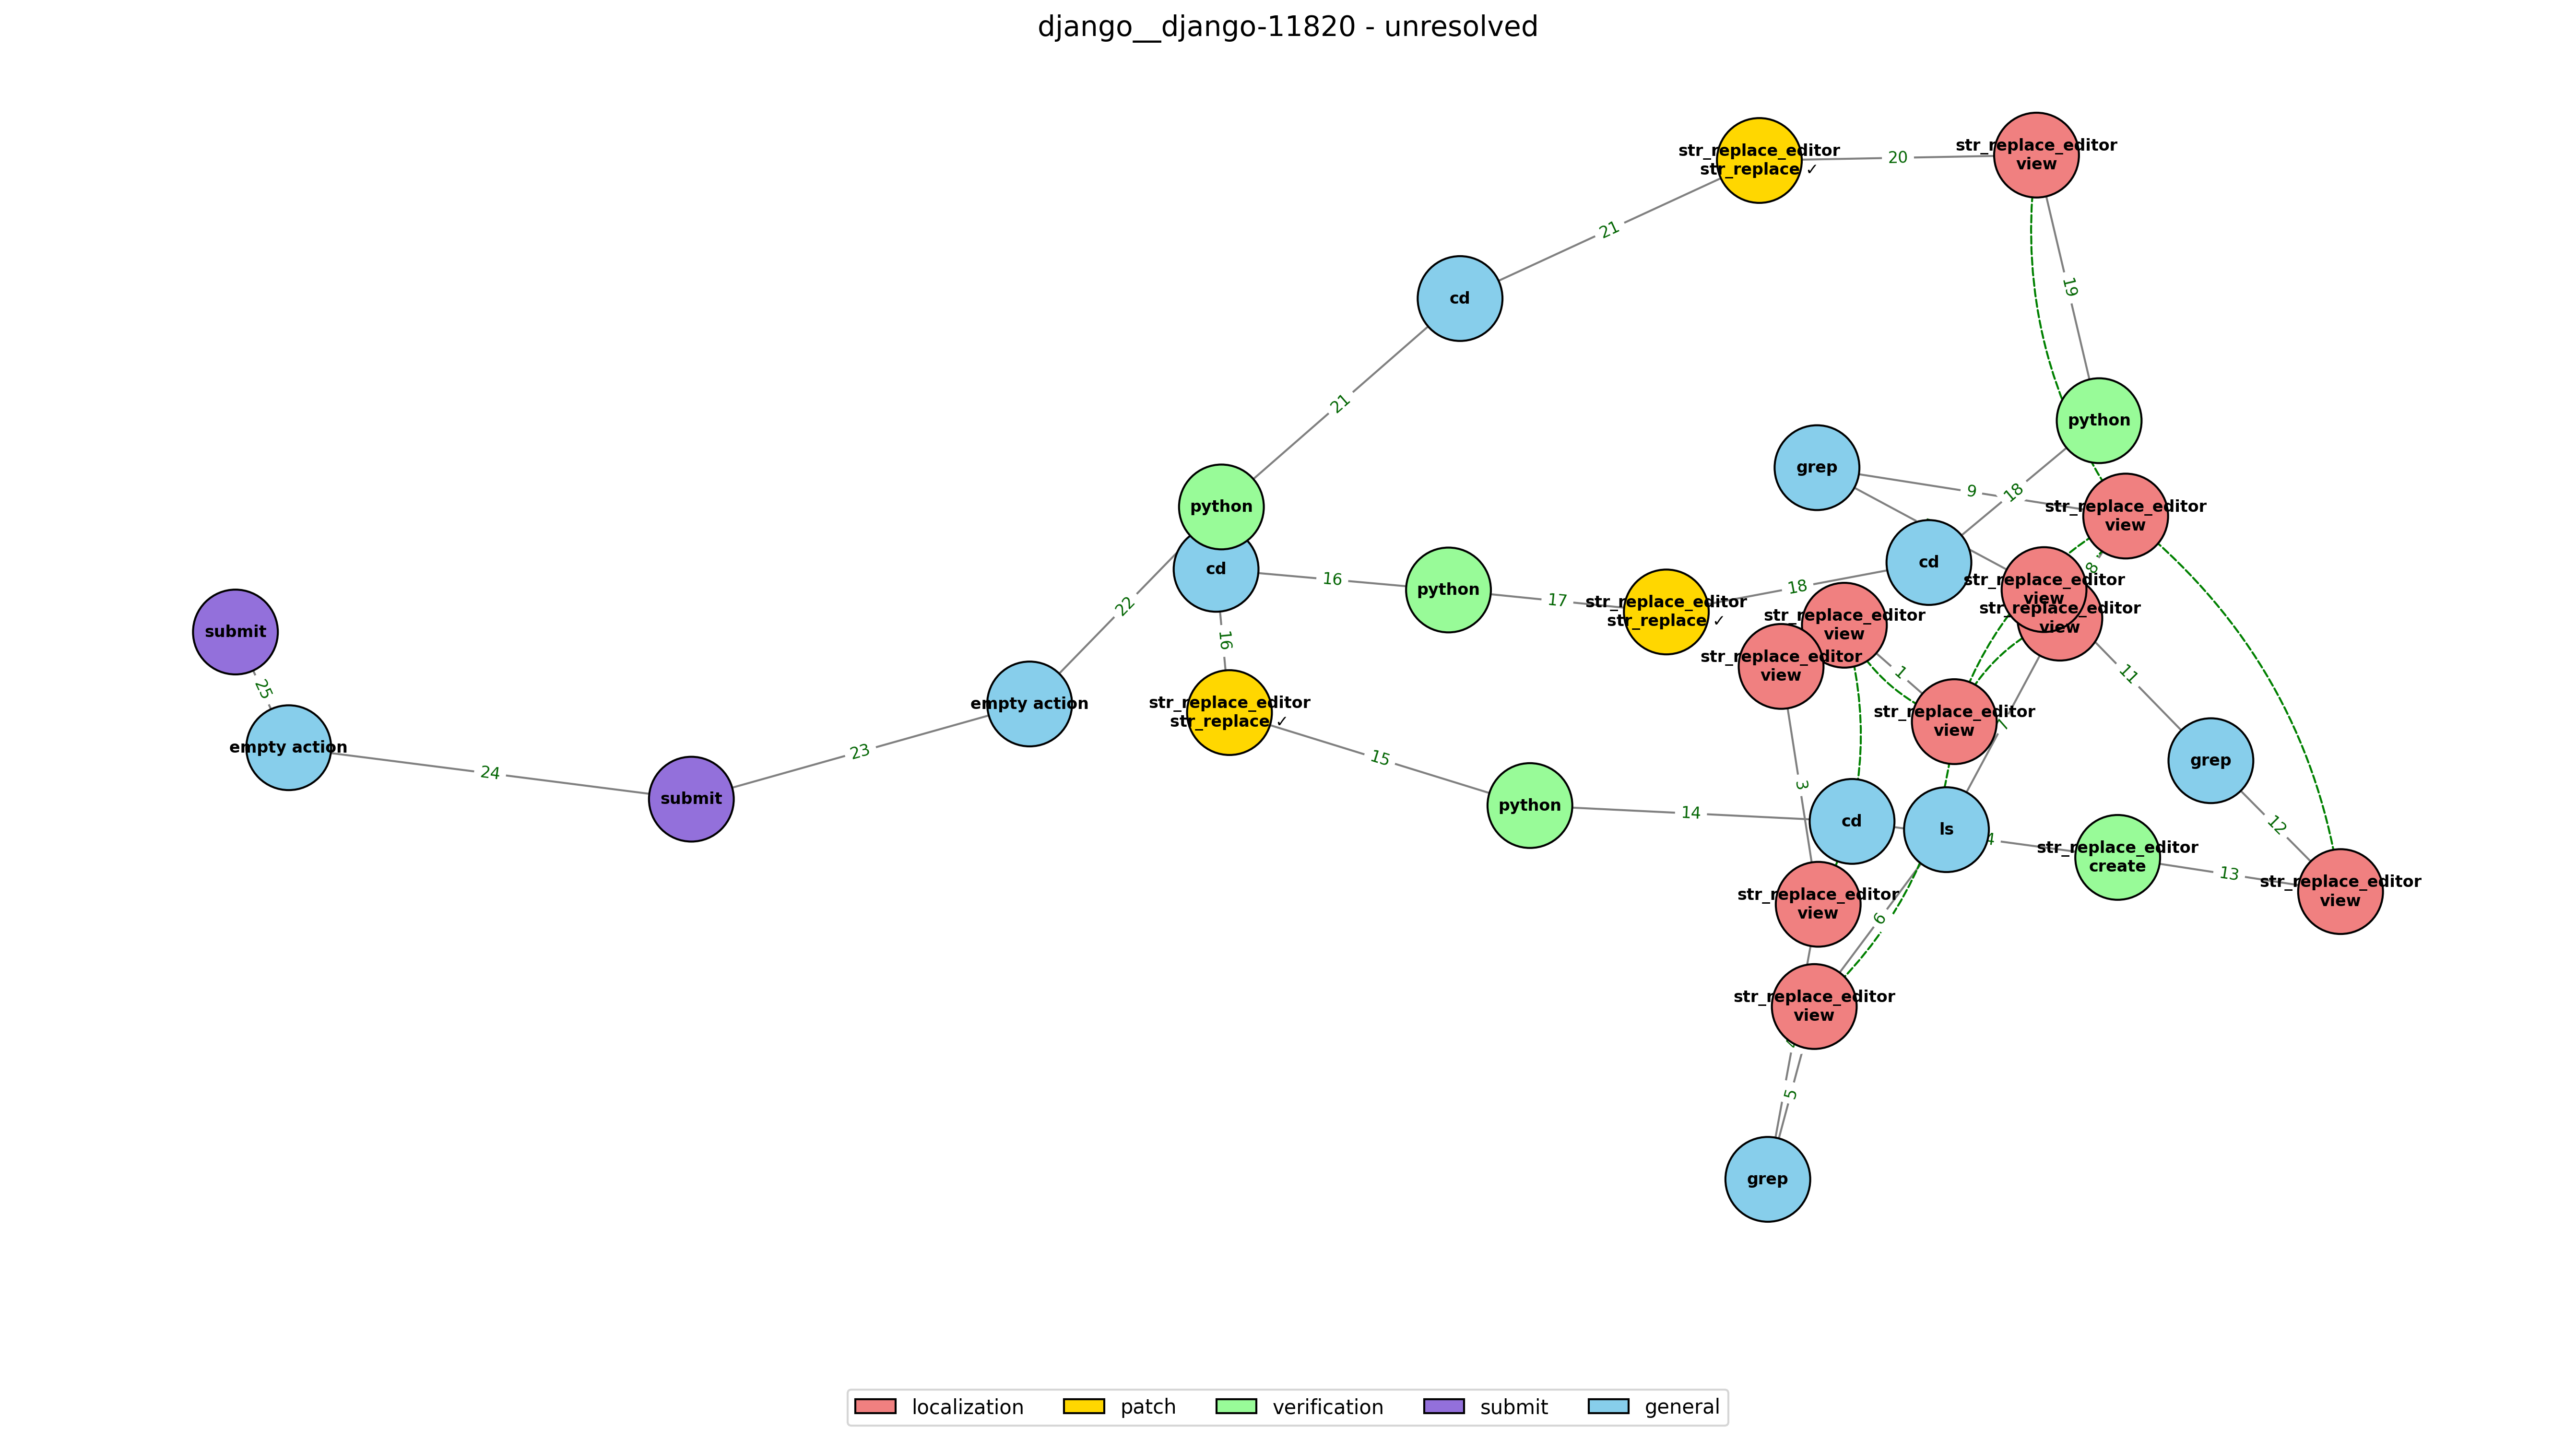 django__django-11820 - unresolved
str_replace_editor
str_replace ✓
20
str_replace_editor
view
21
cd
19
21
python
grep
9
18
python
str_replace_editor
view
cd
cd
16
python
17
str_replace_editor
str_replace ✓
18
8
str_replace_editor
view
str_replace_editor
view
str_replace_editor
view
str_replace_editor
view
1
11
22
16
submit
25
empty action
empty action
23
24
submit
str_replace_editor
str_replace ✓
15
str_replace_editor
view
7
grep
3
python
14
cd
ls
4
str_replace_editor
create
13
12
str_replace_editor
view
str_replace_editor
view
6
str_replace_editor
view
5
grep
localization
patch
verification
submit
general